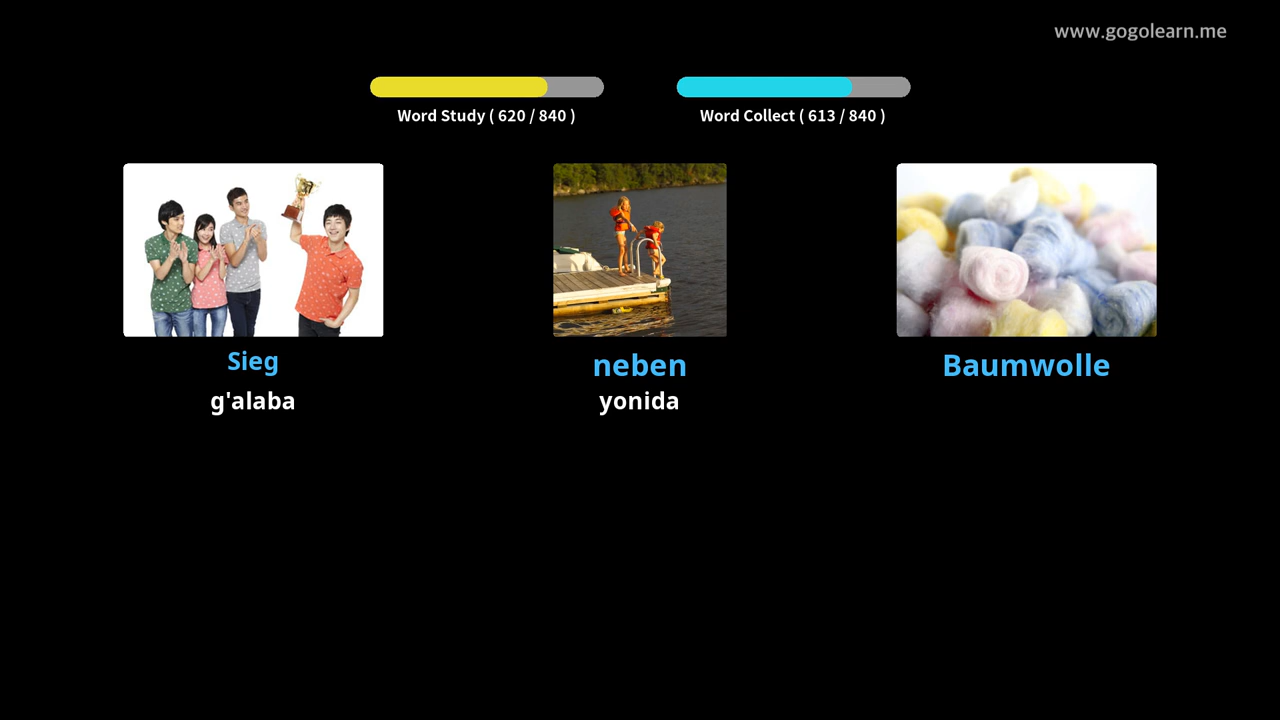 www.gogolearn.me
Word Study ( 620 / 840 )
Word Collect ( 613 / 840 )
Sieg
g'alaba
neben
yonida
Baumwolle